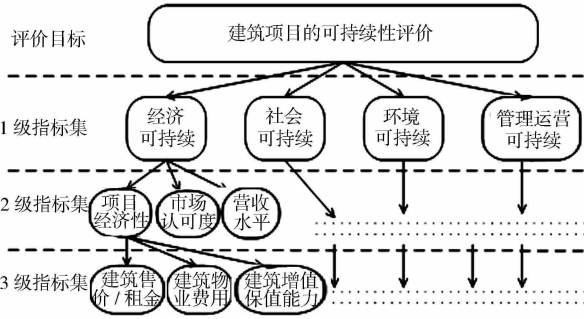 评价目标
建筑项目的可持续性评价
1级指标集
经济
可持续
社会
可持续
环境
可持续
管理运营
可持续
2级指标集
项目
经济性
市场
认可度
营收
水平
3级指标集
建筑售
价/租金
建筑物
业费用
建筑增值
保值能力